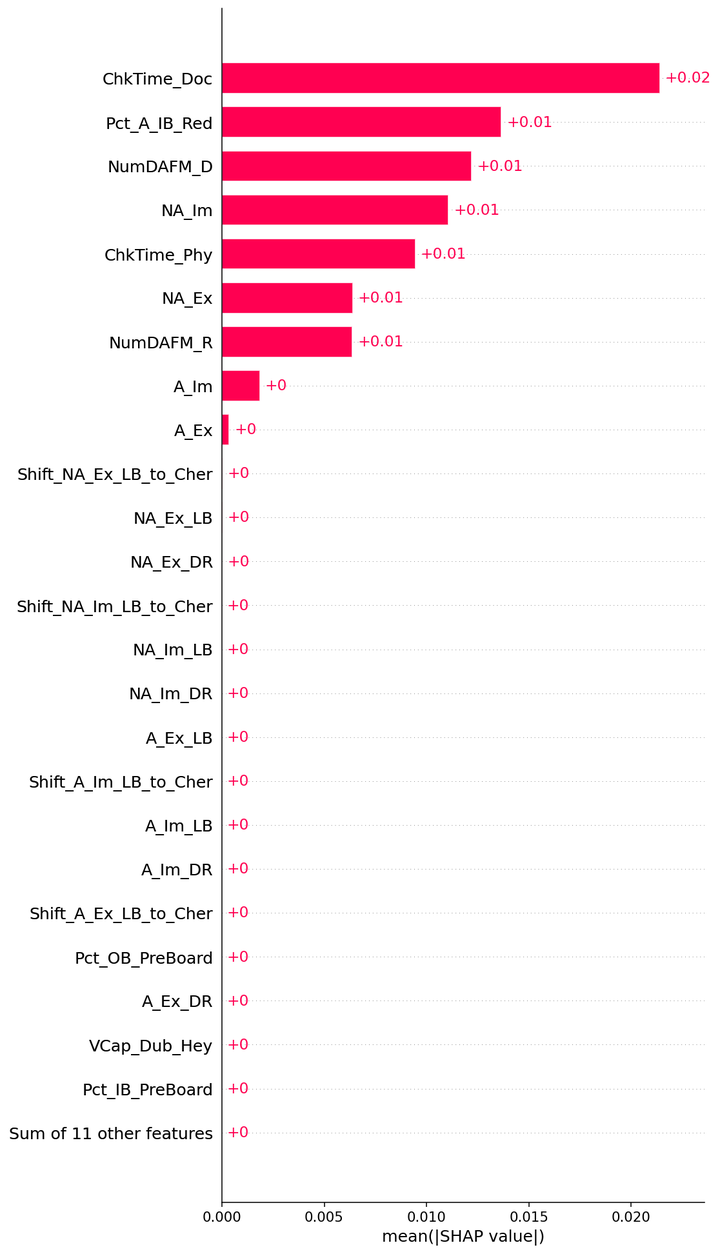 ChkTime_Doc +0.02
Pct_A_IB_Red +0.01
NumDAFM_D +0.01
NA_Im +0.01
ChkTime_Phy +0.01
NA_Ex +0.01
NumDAFM_R +0.01
A_Im +0
A_Ex +0
Shift_NA_Ex_LB_to_Cher +0
NA_Ex_LB +0
NA_Ex_DR +0
Shift_NA_Im_LB_to_Cher +0
NA_Im_LB +0
NA_Im_DR +0
A_Ex_LB +0
Shift_A_Im_LB_to_Cher +0
A_Im_LB +0
A_Im_DR +0
Shift_A_Ex_LB_to_Cher +0
Pct_OB_PreBoard +0
A_Ex_DR +0
VCap_Dub_Hey +0
Pct_IB_PreBoard +0
Sum of 11 other features +0
0.000 0.005 0.010 0.015 0.020
mean(|SHAP value|)